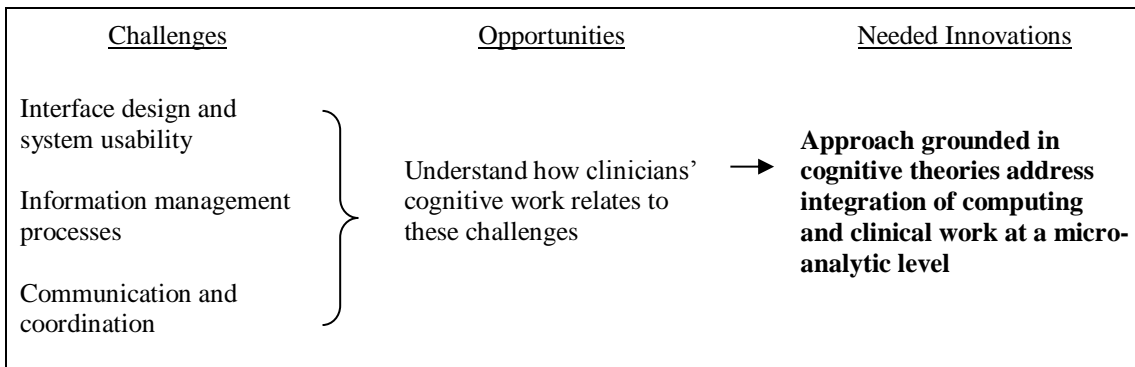 Challenges
Opportunities
Needed Innovations
Interface design and
system usability
Information management
processes
Communication and
coordination
Understand how clinicians’
cognitive work relates to
these challenges
Approach grounded in
cognitive theories address
integration of computing
and clinical work at a micro-
analytic level